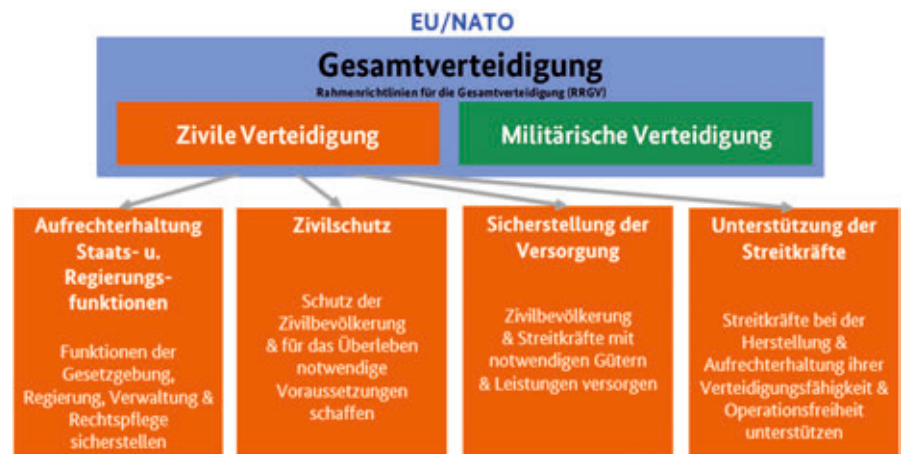 EU/NATO
Gesamtverteidigung
Rahmenrichtlinien für die Gesamtverteidigung (RRGV)
Zivile Verteidigung
Militärische Verteidigung
Aufrechterhaltung
Staats- u.
Regierungs-
funktionen
Funktionen der
Gesetzgebung,
Regierung, Verwaltung &
Rechtspflege
sicherstellen
Zivilschutz
Schutz der
Zivilbevölkerung
& für das Überleben
notwendige
Voraussetzungen
schaffen
Sicherstellung der
Versorgung
Zivilbevölkerung
& Streitkräfte mit
notwendigen Gütern
& Leistungen versorgen
Unterstützung der
Streitkräfte
Streitkräfte bei der
Herstellung &
Aufrechterhaltung ihrer
Verteidigungsfähigkeit &
Operationsfreiheit
unterstützen